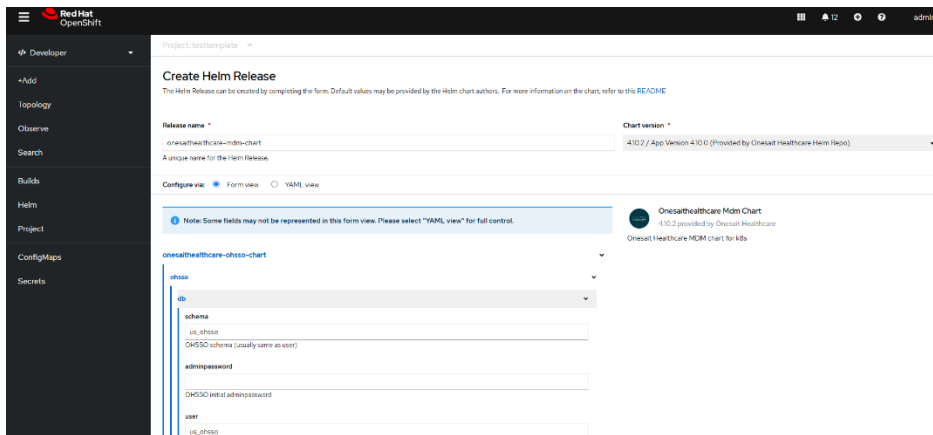 Red Hat
OpenShift
12
admin
Developer
Project: testtemplate
+Add
Topology
Observe
Search
Builds
Helm
Project
ConfigMaps
Secrets
Create Helm Release
The Helm Release can be created by completing the form. Default values may be provided by the Helm chart authors. For more information on the chart, refer to this README
Release name *
onesaithealthcare-mdm-chart
A unique name for the Helm Release.
Chart version *
4.10.2 / App Version 4.10.0 (Provided by Onesait Healthcare Helm Repo)
Configure via: Form view YAML view
Note: Some fields may not be represented in this form view. Please select "YAML view" for full control.
Onesaithealthcare Mdm Chart
4.10.2 provided by Onesait Healthcare
Onesait Healthcare MDM chart for k8s
onesaithealthcare-ohsso-chart
ohsso
db
schema
us_ohsso
OHSSO schema (usually same as user)
adminpassword
OHSSO initial adminpassword
user
us_ohsso